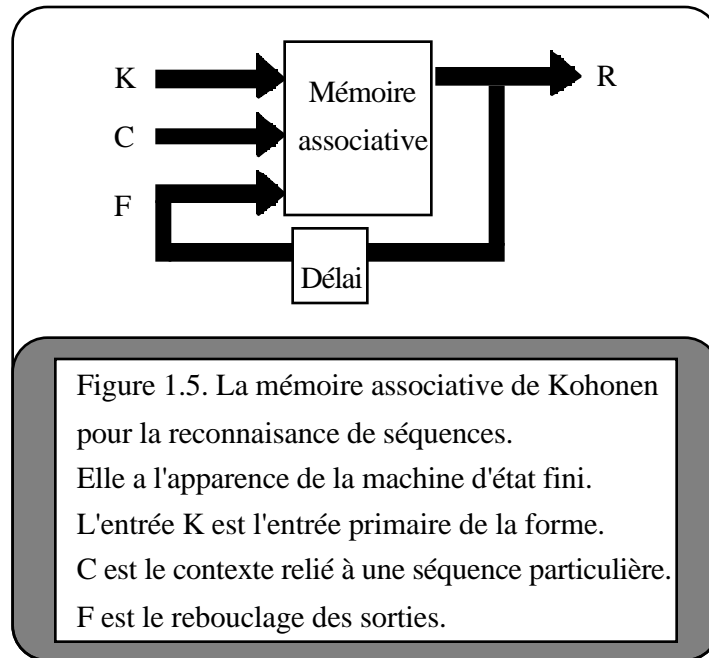 K
C
F
Mémoire
associative
R
Délai
Figure 1.5. La mémoire associative de Kohonen
pour la reconnaisance de séquences.
Elle a l'apparence de la machine d'état fini.
L'entrée K est l'entrée primaire de la forme.
C est le contexte relié à une séquence particulière.
F est le rebouclage des sorties.